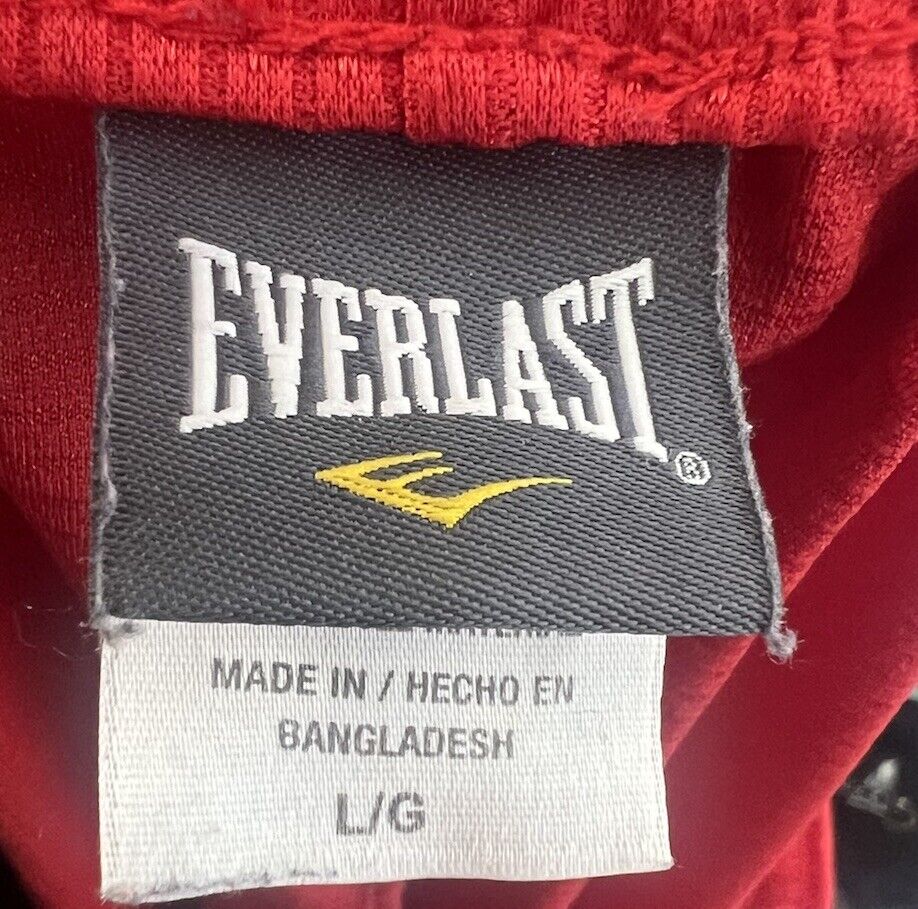 EVERLAST®
MADE IN / HECHO EN
BANGLADESH
L/G